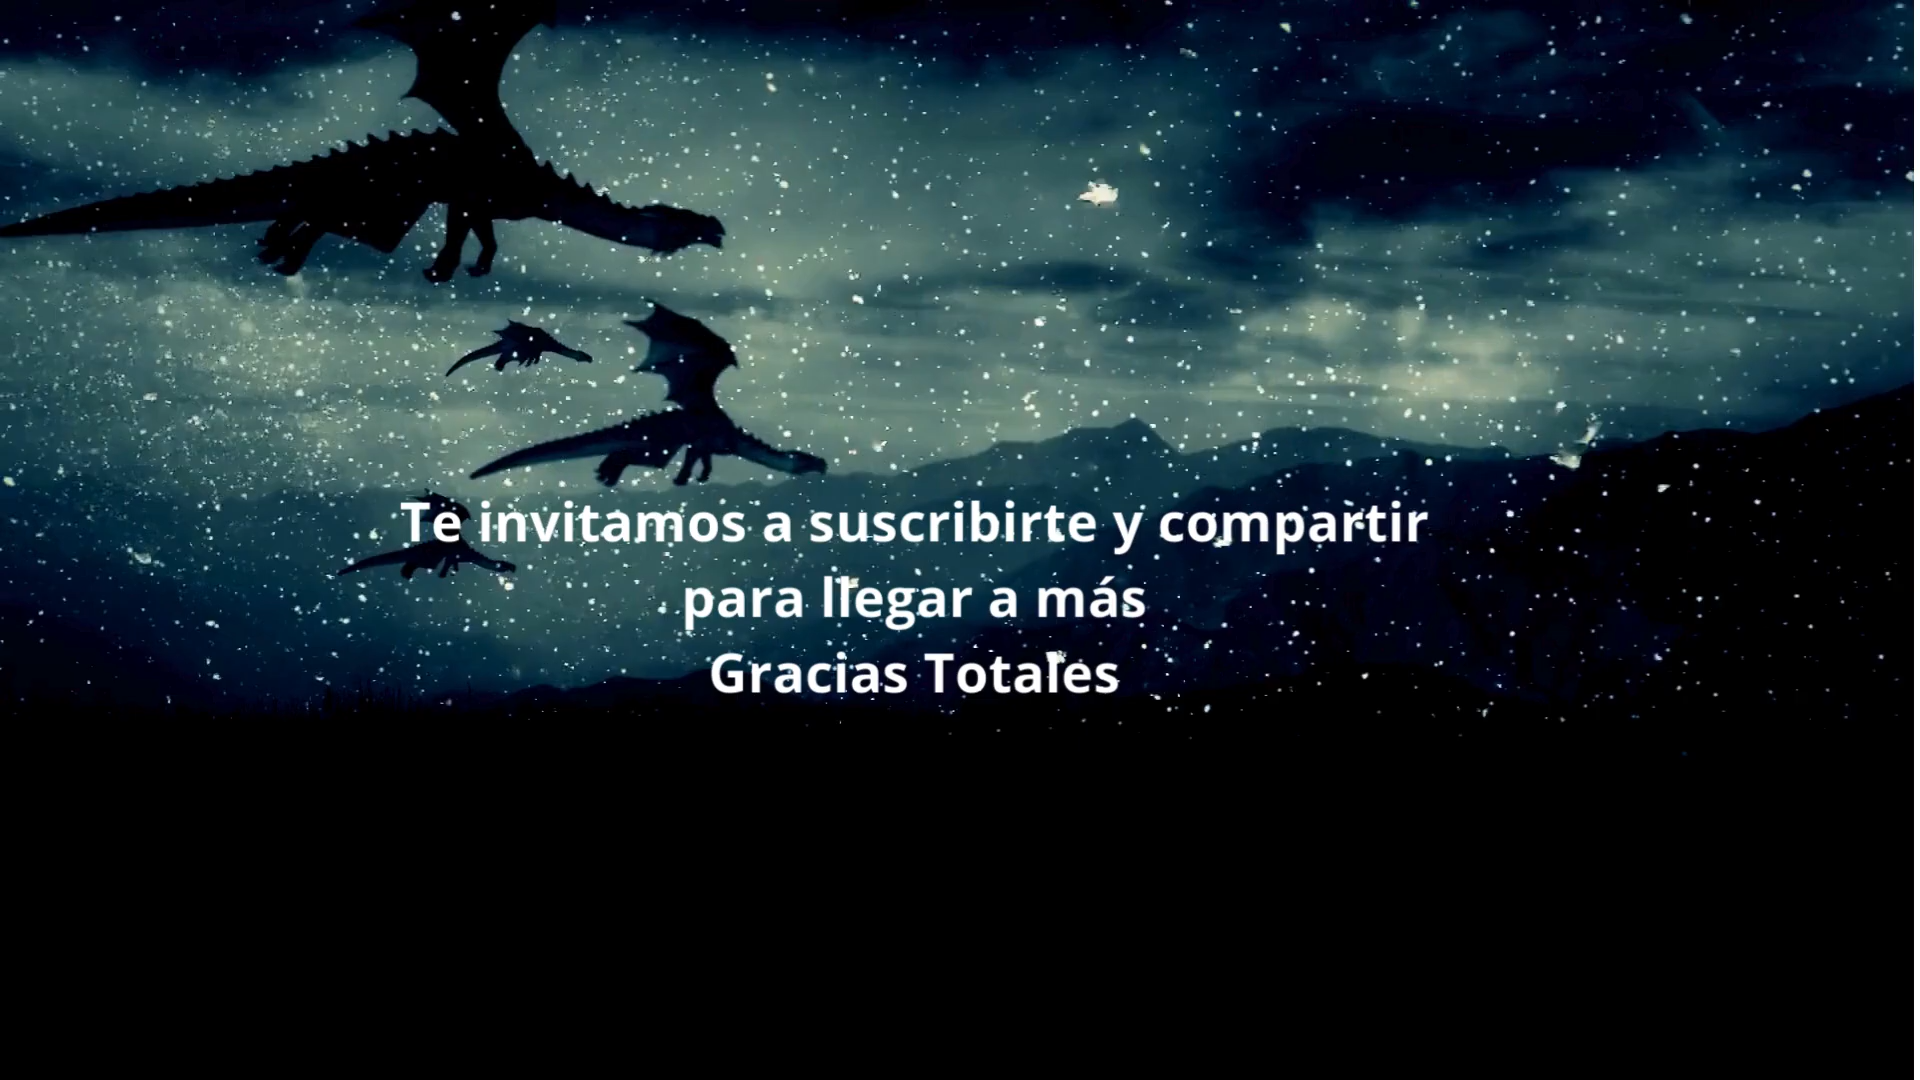 Te invitamos a suscribirte y compartir
para llegar a más
Gracias Totales